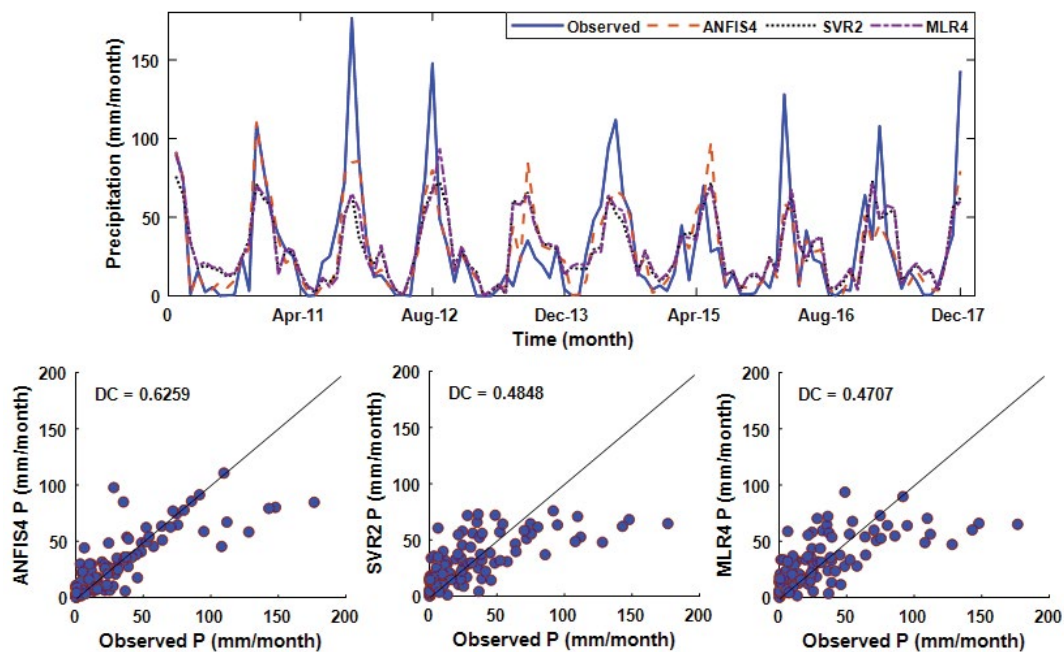 Observed ANFIS4 SVR2 MLR4
Precipitation (mm/month)
150
100
50
0
0 Apr-11 Aug-12 Dec-13 Apr-15 Aug-16 Dec-17
Time (month)
ANFIS4 P (mm/month)
200
150
100
50
0
DC = 0.6259
0 50 100 150 200
Observed P (mm/month)
SVR2 P (mm/month)
200
150
100
50
0
DC = 0.4848
0 50 100 150 200
Observed P (mm/month)
MLR4 P (mm/month)
200
150
100
50
0
DC = 0.4707
0 50 100 150 200
Observed P (mm/month)